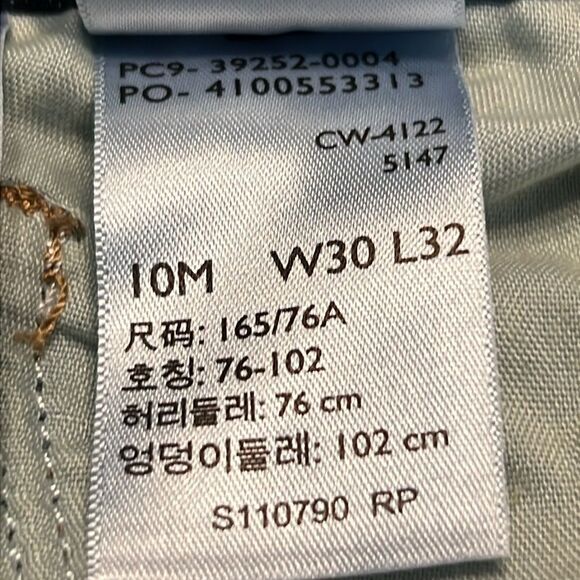 PC9- 39252-0004
PO- 4100553313
CW-4122
5147
10M W30 L32
尺码: 165/76A
호칭: 76-102
허리둘레: 76 cm
엉덩이둘레: 102 cm
S110790 RP